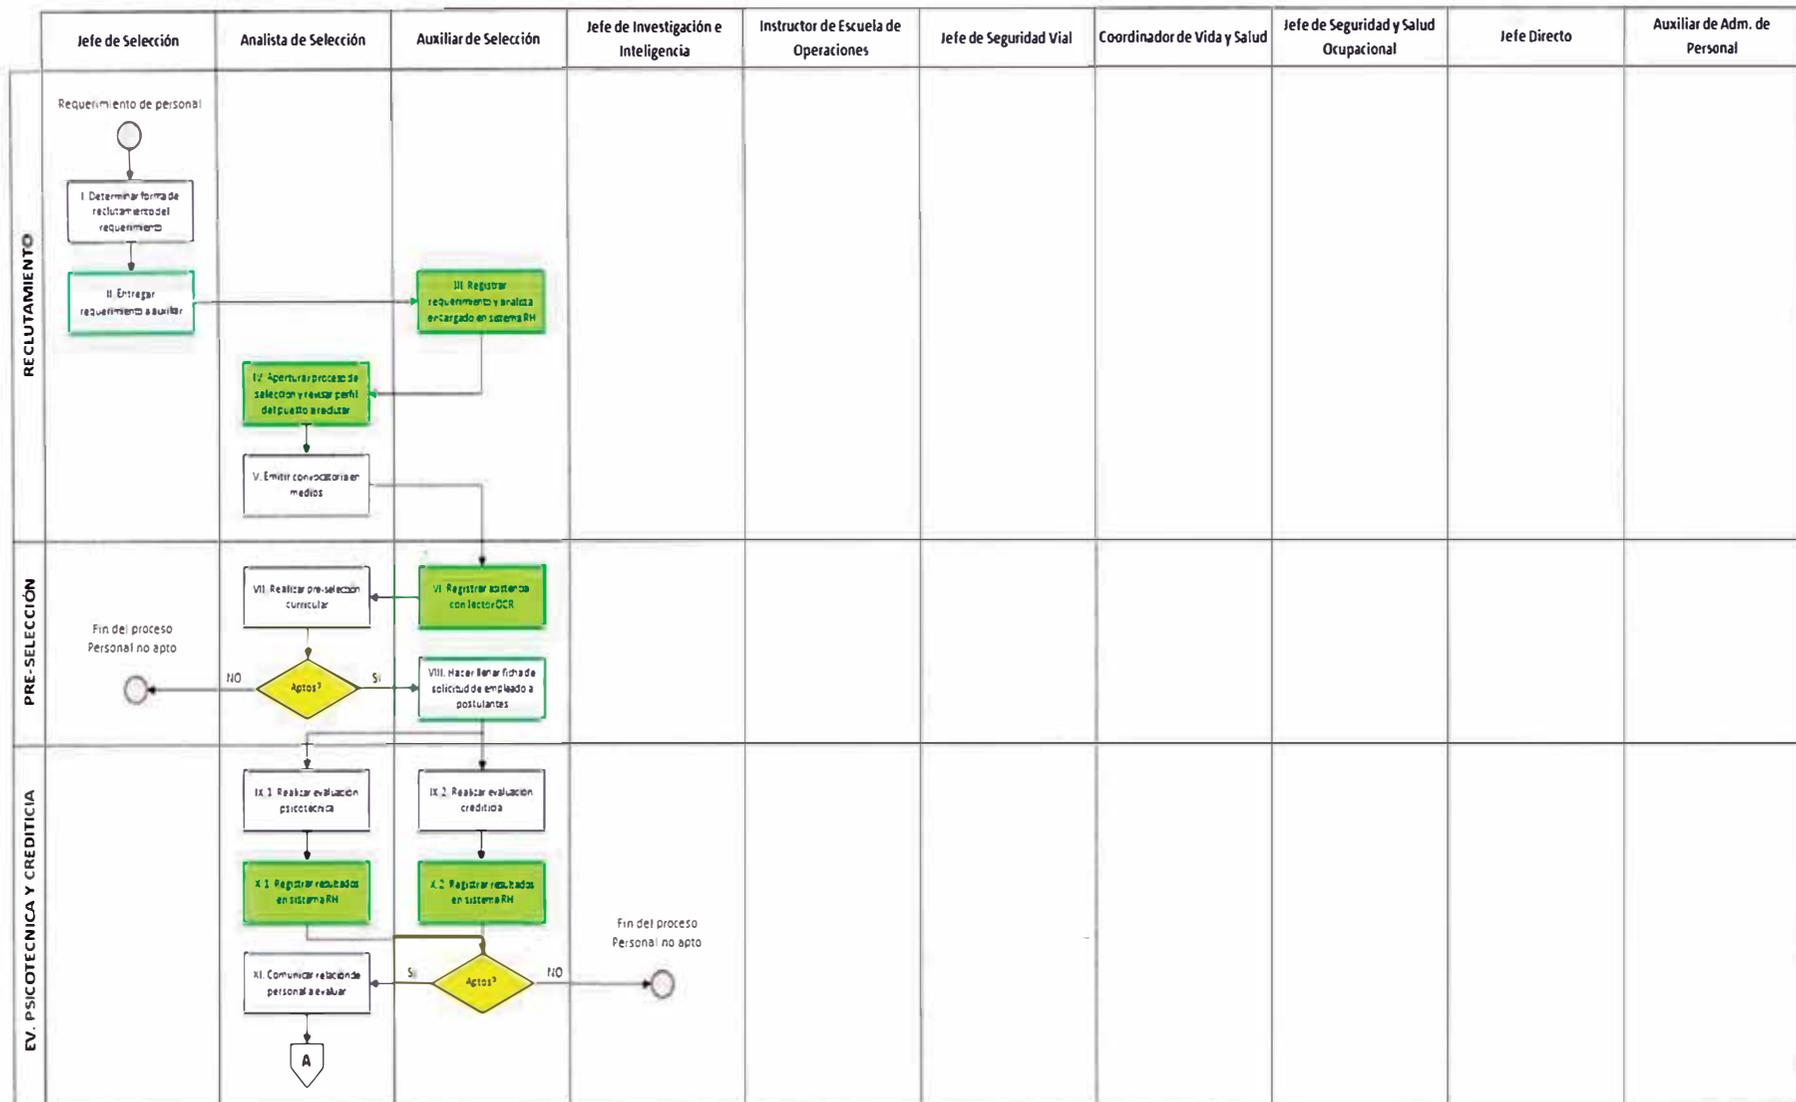 Jefe de Selección
Analista de Selección
Auxiliar de Selección
Jefe de Investigación e
Inteligencia
Instructor de Escuela de
Operaciones
Jefe de Seguridad Vial
Coordinador de Vida y Salud
Jefe de Seguridad y Salud
Ocupacional
Jefe Directo
Auxiliar de Adm. de
Personal
RECLUTAMIENTO
Requerimiento de personal
I. Determinar forma de
reclutamiento del
requerimiento
II. Entregar
requerimiento a auxiliar
III. Registrar
requerimiento y analista
encargado en sistema RH
IV. Aperturar proceso de
selección y revisar perfil
del puesto a reclutar
V. Emitir convocatoria en
medios
PRE-SELECCIÓN
VII. Realizar pre-selección
curricular
VI. Registrar asistencia
con lector OCR
Fin del proceso
Personal no apto
NO
Aptos?
SI
VIII. Hacer llenar ficha de
solicitud de empleado a
postulantes
EV. PSICOTECNICA Y CREDITICIA
IX.1. Realizar evaluación
psicotécnica
IX.2. Realizar evaluación
crediticia
X.1. Registrar resultados
en sistema RH
X.2. Registrar resultados
en sistema RH
Fin del proceso
Personal no apto
XI. Comunicar relación de
personal a evaluar
SI
Aptos?
NO
A